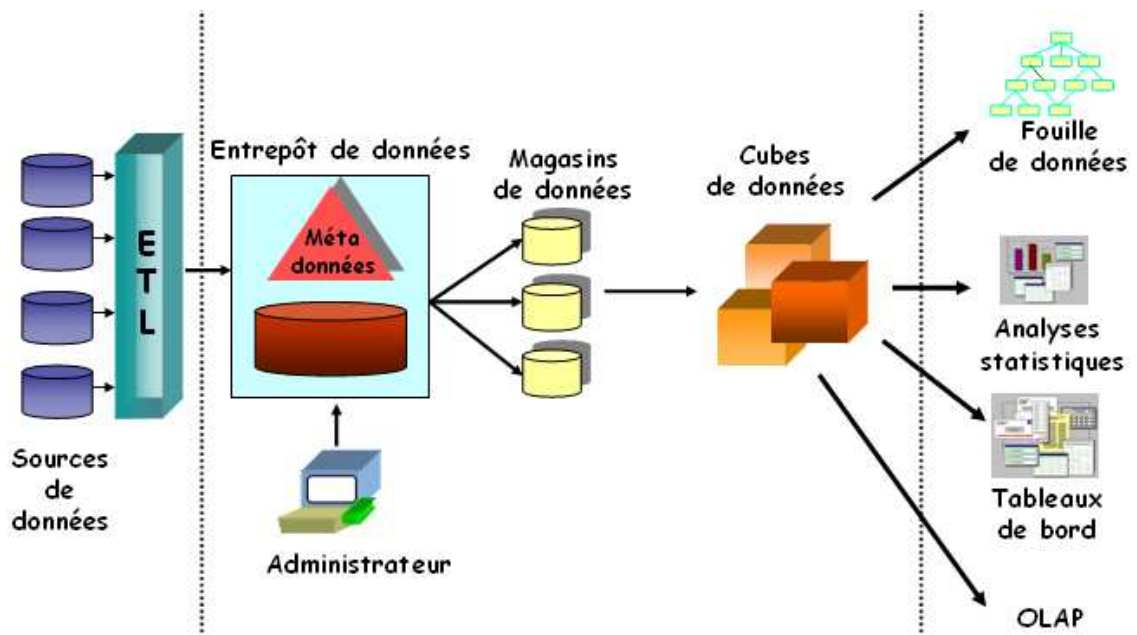 Sources
de
données
E
T
L
Entrepôt de données
Méta
données
Administrateur
Magasins
de données
Cubes
de données
Fouille
de données
Analyses
statistiques
Tableaux
de bord
OLAP